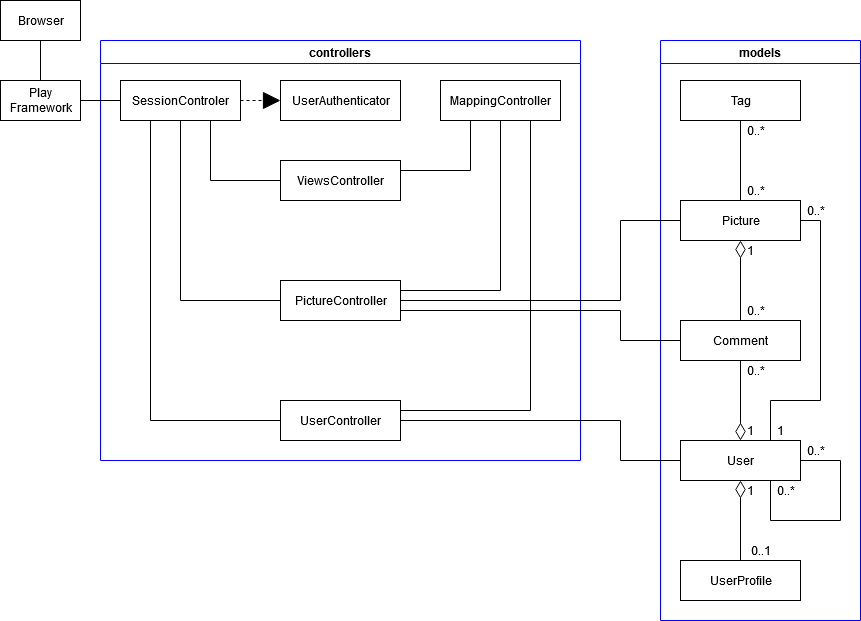 Browser
controllers
models
Play
Framework
SessionControler
UserAuthenticator
MappingController
Tag
0..*
ViewsController
0..*
Picture
0..*
1
PictureController
0..*
Comment
0..*
UserController
1
1
User
0..*
1
0..*
0..1
UserProfile